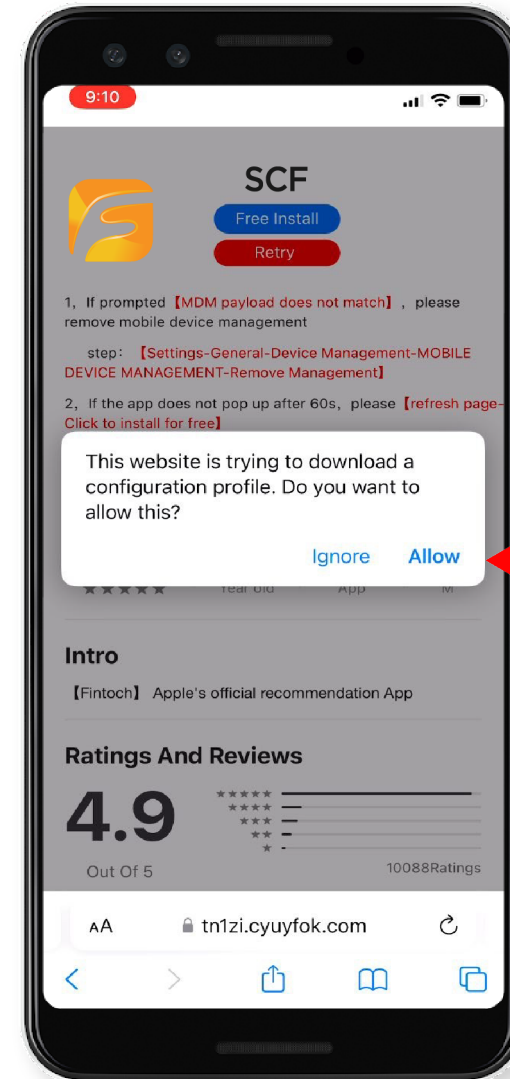 9:10
SCF
Free Install
Retry
1, If prompted【MDM payload does not match】, please
remove mobile device management
step: 【Settings-General-Device Management-MOBILE
DEVICE MANAGEMENT-Remove Management】
2, If the app does not pop up after 60s, please【refresh page-
Click to install for free】
This website is trying to download a
configuration profile. Do you want to
allow this?
Ignore Allow
Year old App M
Intro
【Fintoch】 Apple's official recommendation App
Ratings And Reviews
4.9
Out Of 5
10088Ratings
AA tn1zi.cyuyfok.com